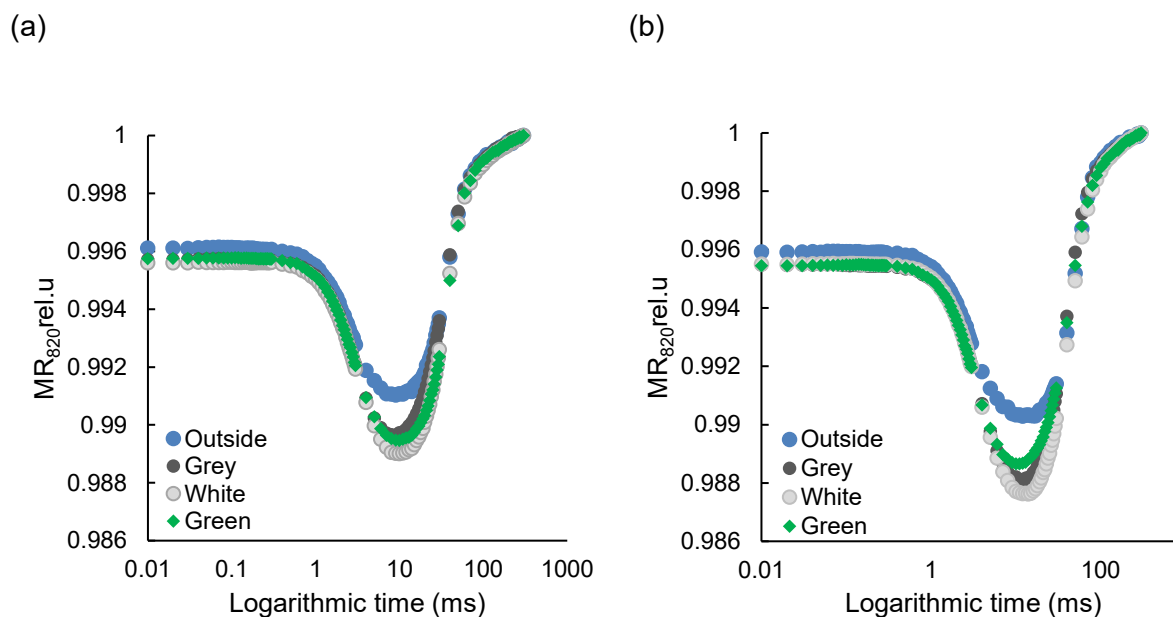 (a)
1
0.998
0.996
0.994
0.992
0.99
0.988
0.986
MR₈₂₀rel.u
Outside
Grey
White
Green
0.01 0.1 1 10 100 1000
Logarithmic time (ms)
(b)
1
0.998
0.996
0.994
0.992
0.99
0.988
0.986
MR₈₂₀rel.u
Outside
Grey
White
Green
0.01 1 100
Logarithmic time (ms)